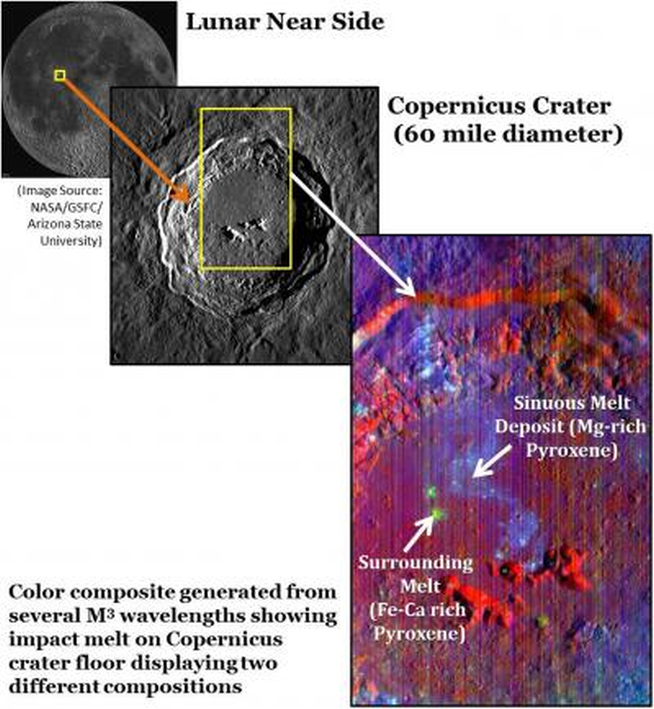 Lunar Near Side
Copernicus Crater
(60 mile diameter)
(Image Source:
NASA/GSFC/
Arizona State
University)
Sinuous Melt
Deposit (Mg-rich
Pyroxene)
Surrounding
Melt
(Fe-Ca rich
Pyroxene)
Color composite generated from
several M³ wavelengths showing
impact melt on Copernicus
crater floor displaying two
different compositions